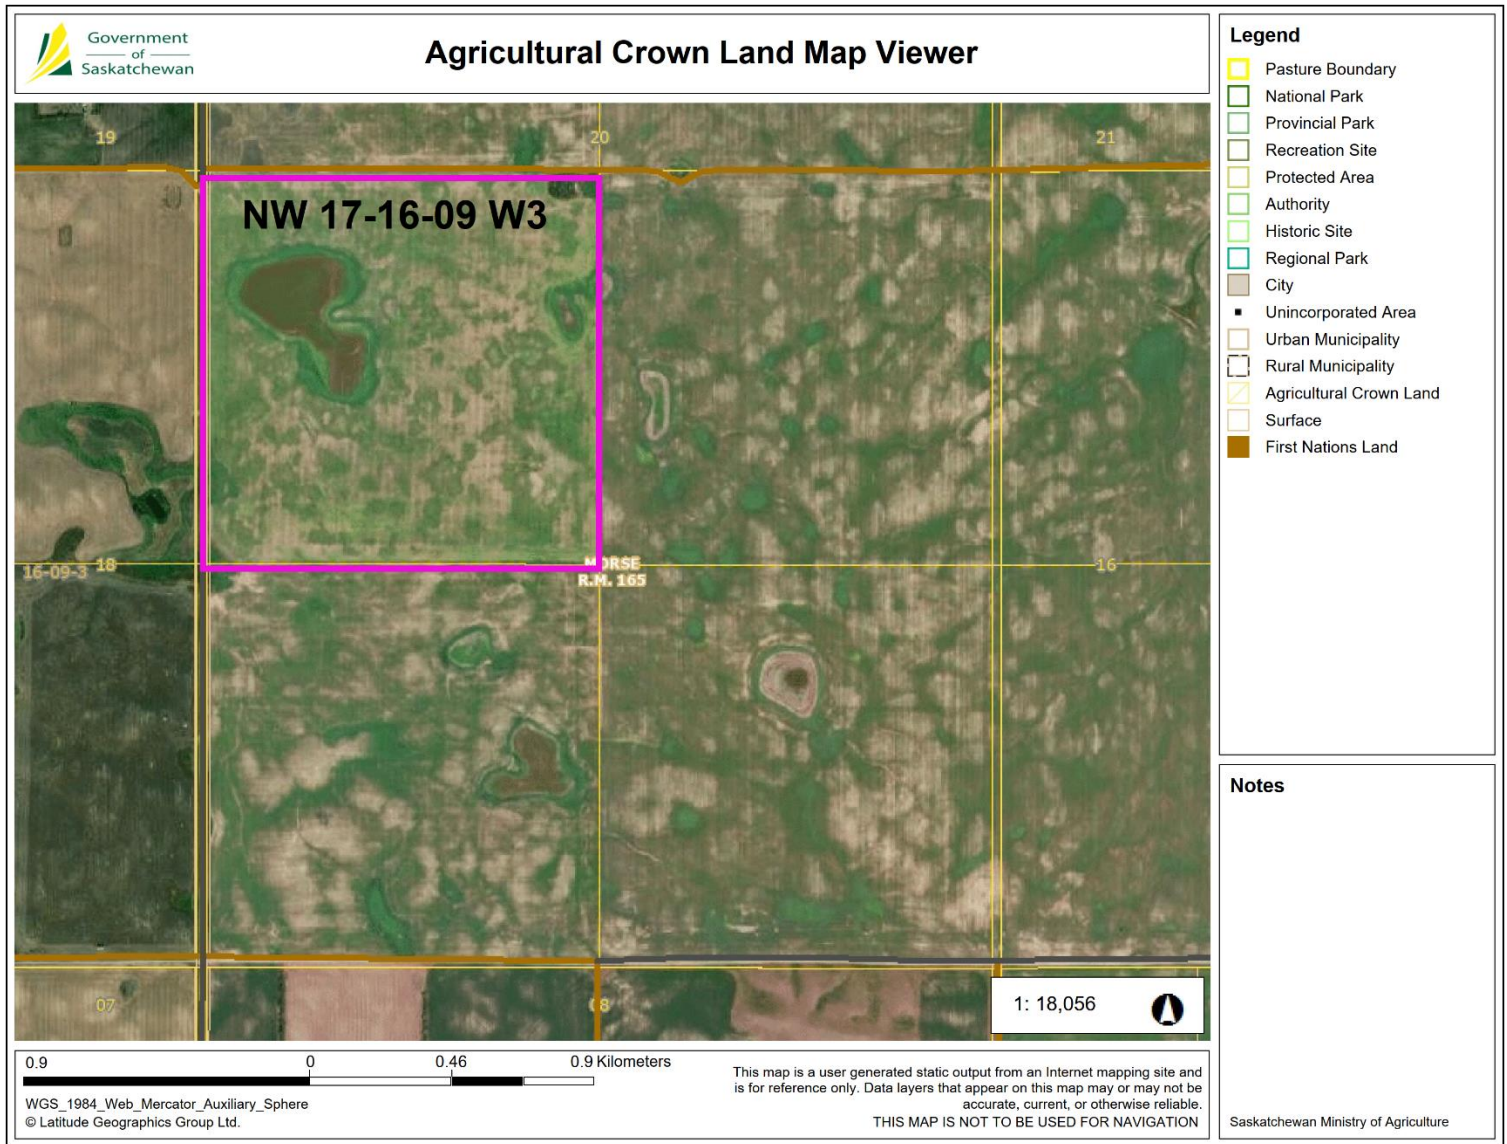 Government
of
Saskatchewan
Agricultural Crown Land Map Viewer
Legend
Pasture Boundary
National Park
Provincial Park
Recreation Site
Protected Area
Authority
Historic Site
Regional Park
City
Unincorporated Area
Urban Municipality
Rural Municipality
Agricultural Crown Land
Surface
First Nations Land
19
20
21
NW 17-16-09 W3
16-09-3
18
MORSE
R.M. 165
16
07
08
1: 18,056
Notes
0.9
0
0.46
0.9 Kilometers
WGS_1984_Web_Mercator_Auxiliary_Sphere
© Latitude Geographics Group Ltd.
This map is a user generated static output from an Internet mapping site and
is for reference only. Data layers that appear on this map may or may not be
accurate, current, or otherwise reliable.
THIS MAP IS NOT TO BE USED FOR NAVIGATION
Saskatchewan Ministry of Agriculture